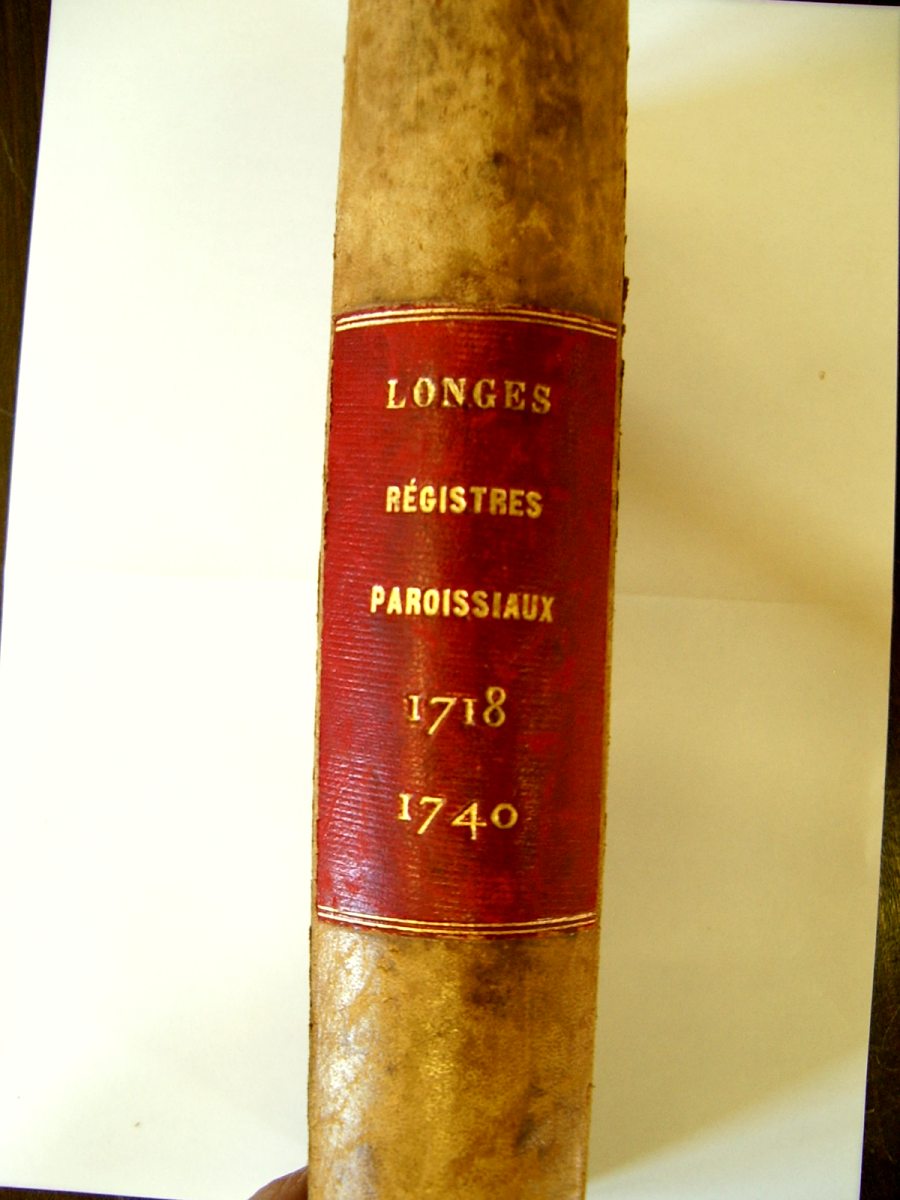 LONGES
RÉGISTRES
PAROISSIAUX
1718
1740